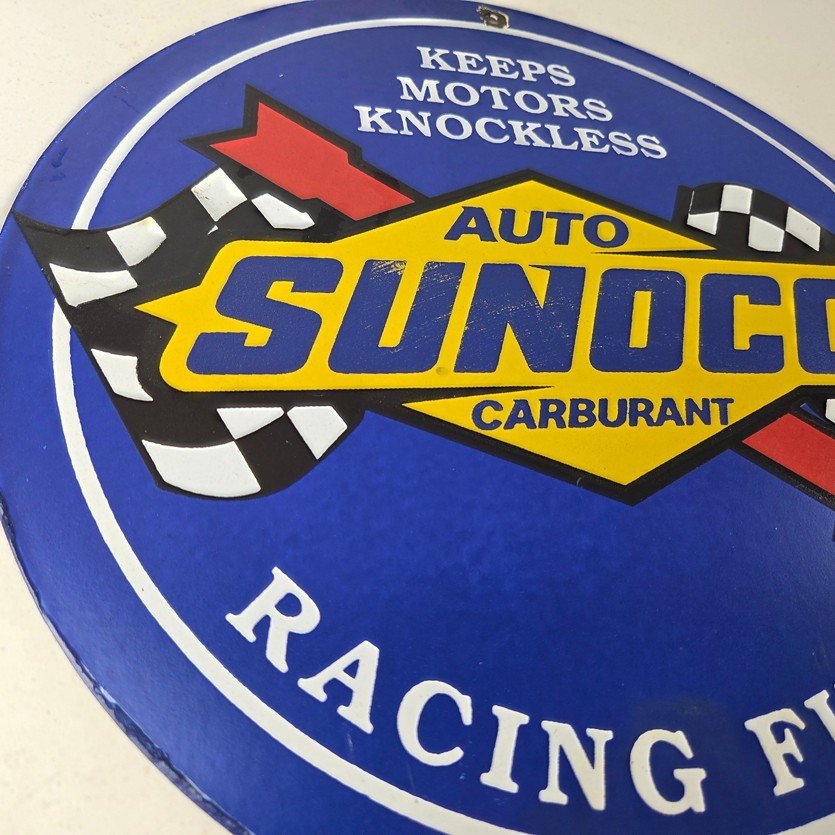 KEEPS
MOTORS
KNOCKLESS
AUTO
SUNOCO
CARBURANT
RACING